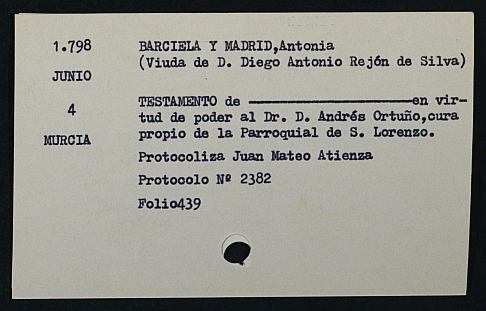 1.798
JUNIO
4
MURCIA
BARCIELA Y MADRID,Antonia
(Viuda de D. Diego Antonio Rejón de Silva)
TESTAMENTO de ————————————en vir-
tud de poder al Dr. D. Andrés Ortuño,cura
propio de la Parroquial de S. Lorenzo.
Protocoliza Juan Mateo Atienza
Protocolo Nº 2382
Folio439